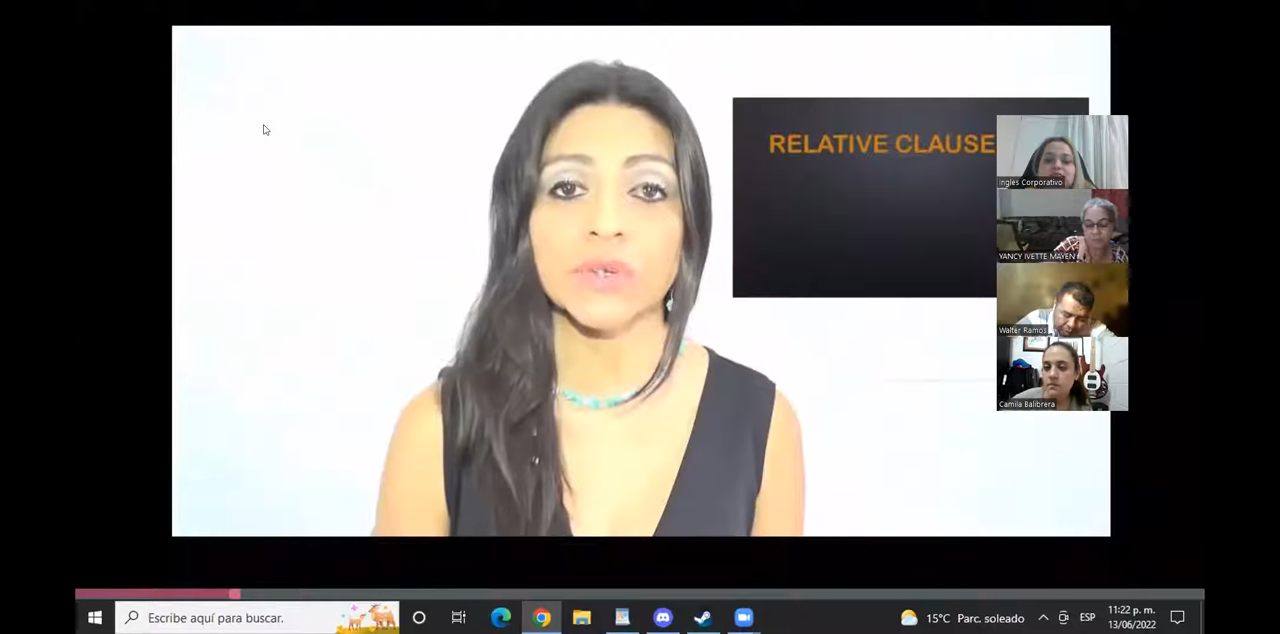 RELATIVE CLAUSE
Ingles Corporativo
YANCY IVETTE MAYEN
Walter Ramos
Camila Balibrera
Escribe aquí para buscar.
15°C Parc. soleado
ESP
11:22 p. m.
13/06/2022